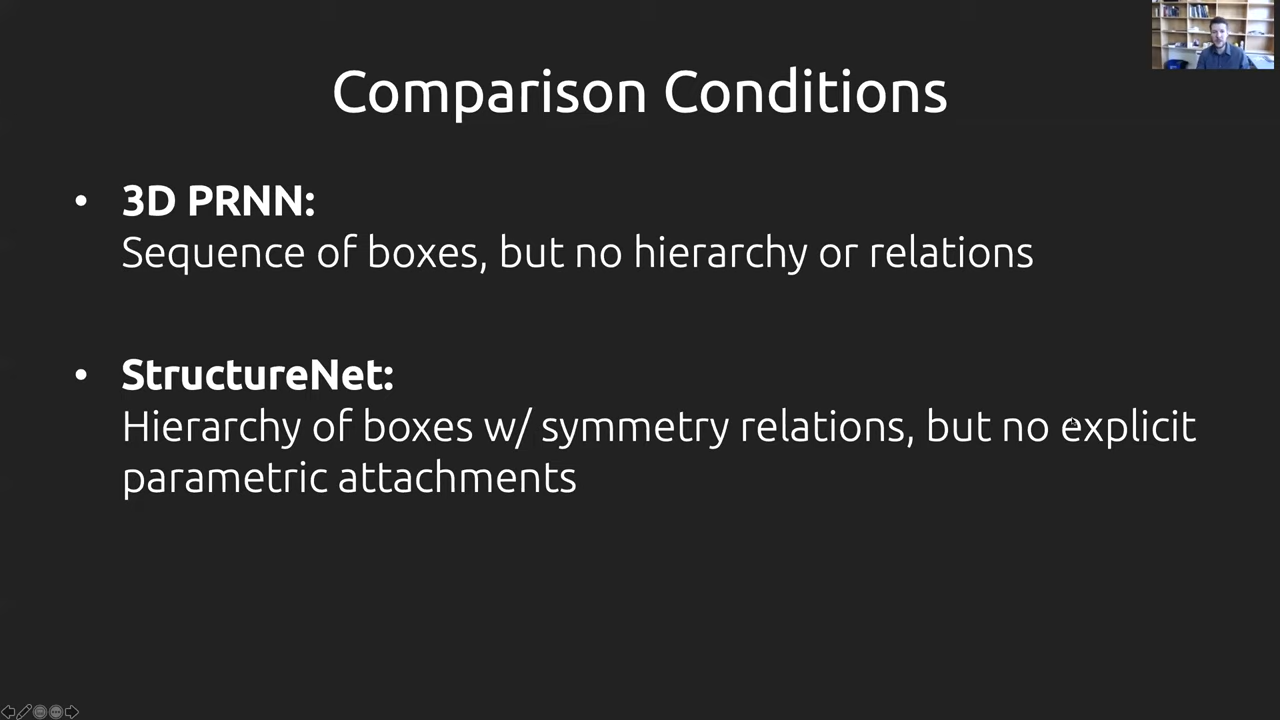 Comparison Conditions
• 3D PRNN:
Sequence of boxes, but no hierarchy or relations
• StructureNet:
Hierarchy of boxes w/ symmetry relations, but no explicit
parametric attachments